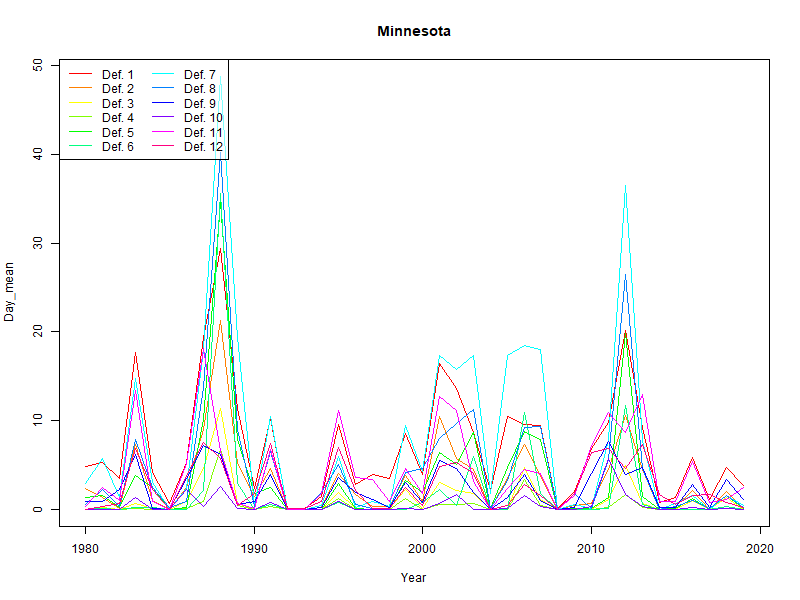 Minnesota
Def. 1 Def. 7
Def. 2 Def. 8
Def. 3 Def. 9
Def. 4 Def. 10
Def. 5 Def. 11
Def. 6 Def. 12
Day_mean
50
40
30
20
10
0
1980 1990 2000 2010 2020
Year